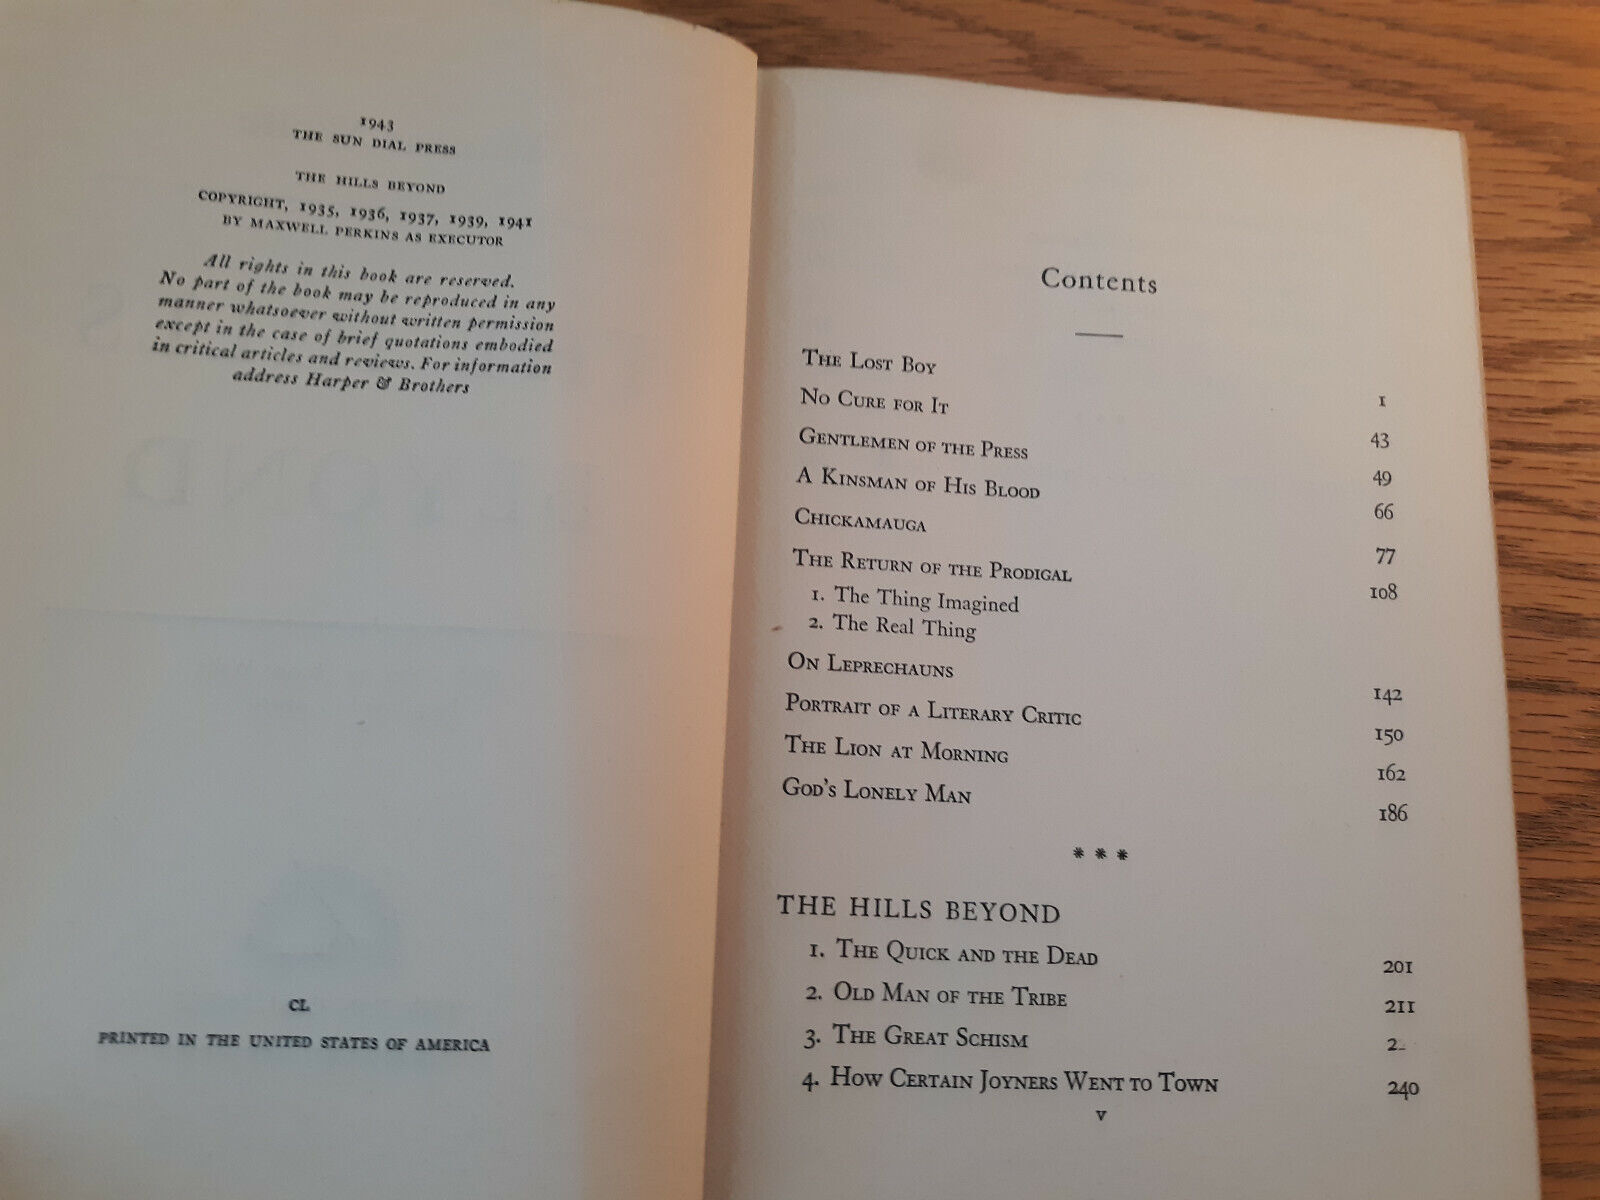 1943
THE SUN DIAL PRESS
THE HILLS BEYOND
COPYRIGHT, 1935, 1936, 1937, 1939, 1941
BY MAXWELL PERKINS AS EXECUTOR
All rights in this book are reserved.
No part of the book may be reproduced in any
manner whatsoever without written permission
except in the case of brief quotations embodied
in critical articles and reviews. For information
address Harper & Brothers
CL
PRINTED IN THE UNITED STATES OF AMERICA
Contents
The Lost Boy 1
No Cure for It 43
Gentlemen of the Press 49
A Kinsman of His Blood 66
Chickamauga 77
The Return of the Prodigal 108
1. The Thing Imagined
2. The Real Thing
On Leprechauns 142
Portrait of a Literary Critic 150
The Lion at Morning 162
God's Lonely Man 186
* * *
THE HILLS BEYOND
1. The Quick and the Dead 201
2. Old Man of the Tribe 211
3. The Great Schism
4. How Certain Joyners Went to Town 240
v